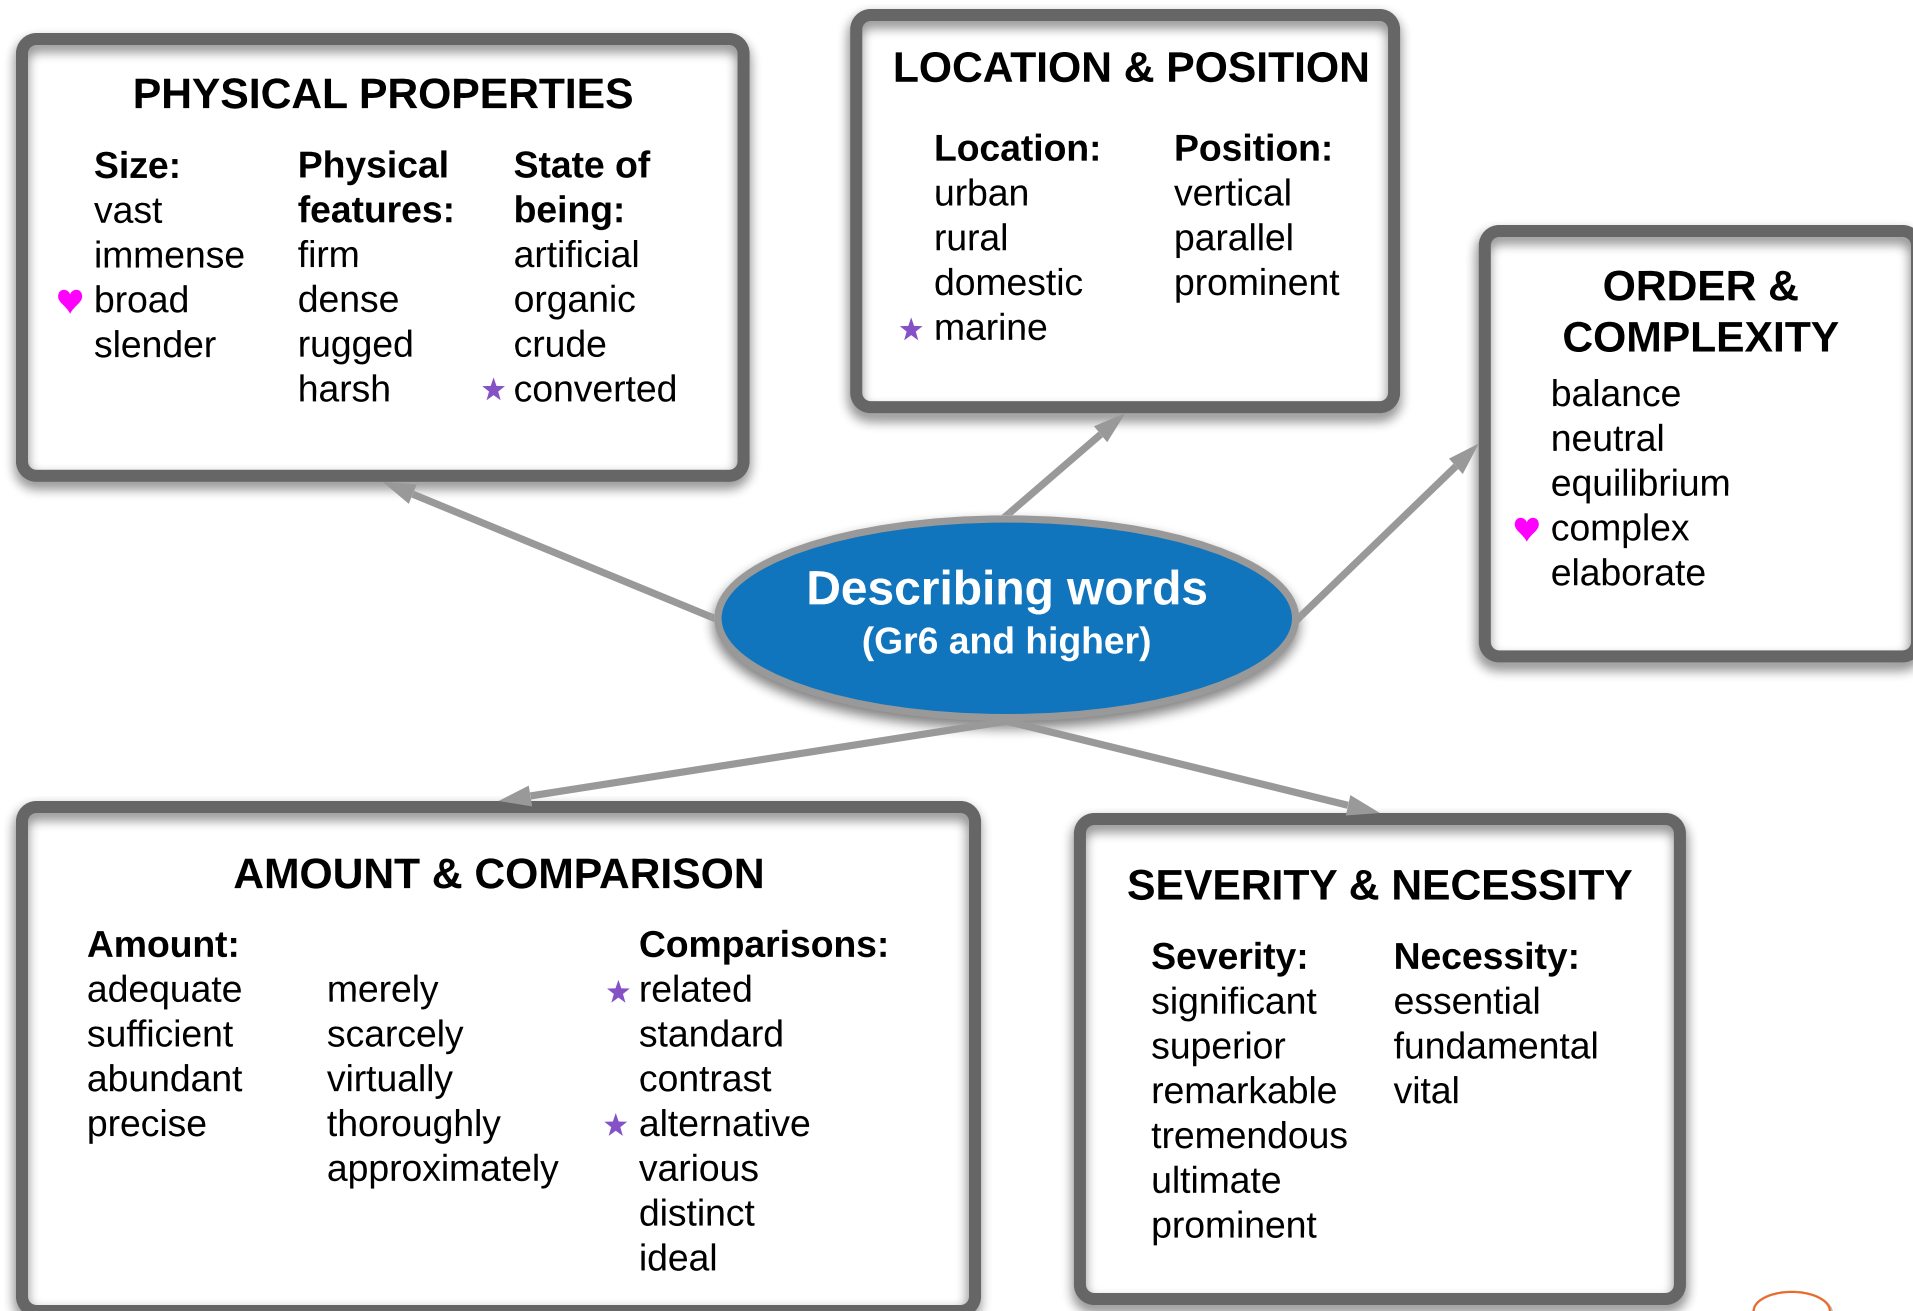 PHYSICAL PROPERTIES
Size:
vast
immense
broad
slender
Physical
features:
firm
dense
rugged
harsh
State of
being:
artificial
organic
crude
converted
LOCATION & POSITION
Location:
urban
rural
domestic
marine
Position:
vertical
parallel
prominent
ORDER &
COMPLEXITY
balance
neutral
equilibrium
complex
elaborate
Describing words
(Gr6 and higher)
AMOUNT & COMPARISON
Amount:
adequate
sufficient
abundant
precise
merely
scarcely
virtually
thoroughly
approximately
Comparisons:
related
standard
contrast
alternative
various
distinct
ideal
SEVERITY & NECESSITY
Severity:
significant
superior
remarkable
tremendous
ultimate
prominent
Necessity:
essential
fundamental
vital